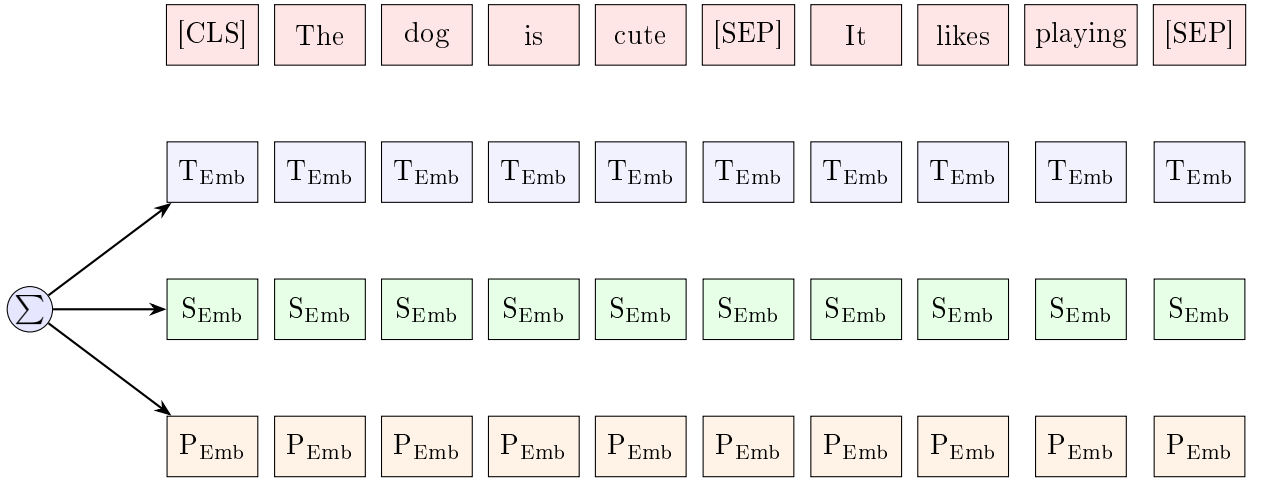 [CLS] The dog is cute [SEP] It likes playing [SEP]
T_Emb T_Emb T_Emb T_Emb T_Emb T_Emb T_Emb T_Emb T_Emb T_Emb
∑ S_Emb S_Emb S_Emb S_Emb S_Emb S_Emb S_Emb S_Emb S_Emb S_Emb
P_Emb P_Emb P_Emb P_Emb P_Emb P_Emb P_Emb P_Emb P_Emb P_Emb